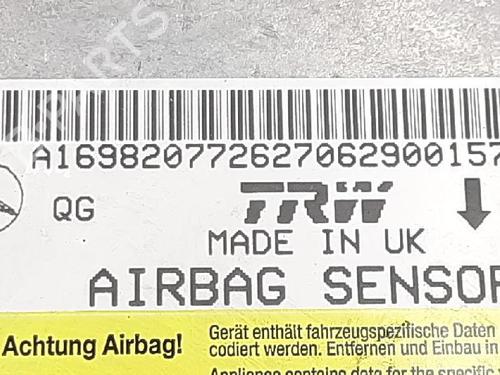 A169820772627062900157
QG
TRW
MADE IN UK
AIRBAG SENSOR
Achtung Airbag!
Gerät enthält fahrzeugspezifische Daten
codiert werden. Entfernen und Einbau in
Appliance contains data for the specific